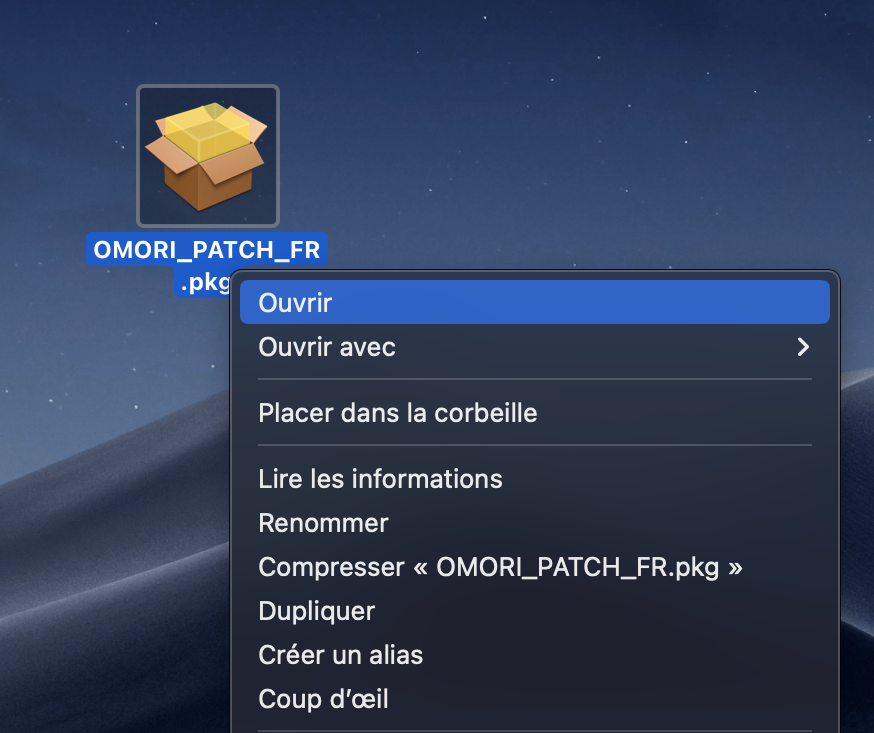 OMORI_PATCH_FR
.pkg
Ouvrir
Ouvrir avec
Placer dans la corbeille
Lire les informations
Renommer
Compresser « OMORI_PATCH_FR.pkg »
Dupliquer
Créer un alias
Coup d’œil